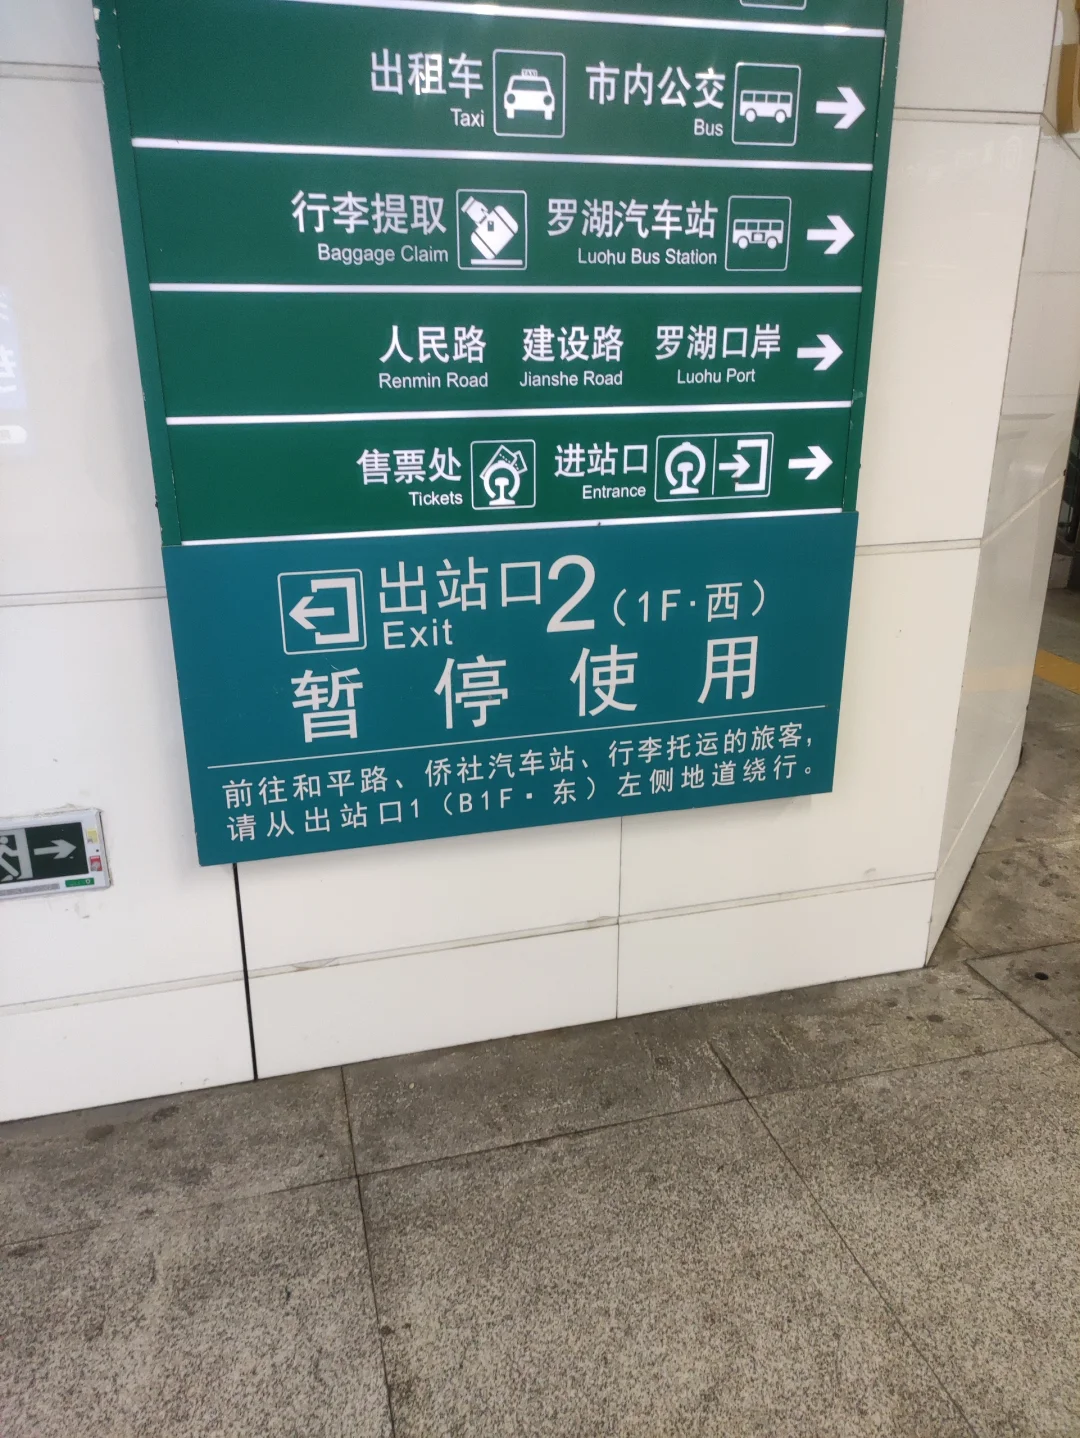 出租车 市内公交
Taxi Bus
行李提取 罗湖汽车站
Baggage Claim Luohu Bus Station
人民路 建设路 罗湖口岸
Renmin Road Jianshe Road Luohu Port
售票处 进站口
Tickets Entrance
出站口2（1F·西）
Exit
暂停使用
前往和平路、侨社汽车站、行李托运的旅客，
请从出站口1（B1F·东）左侧地道绕行。